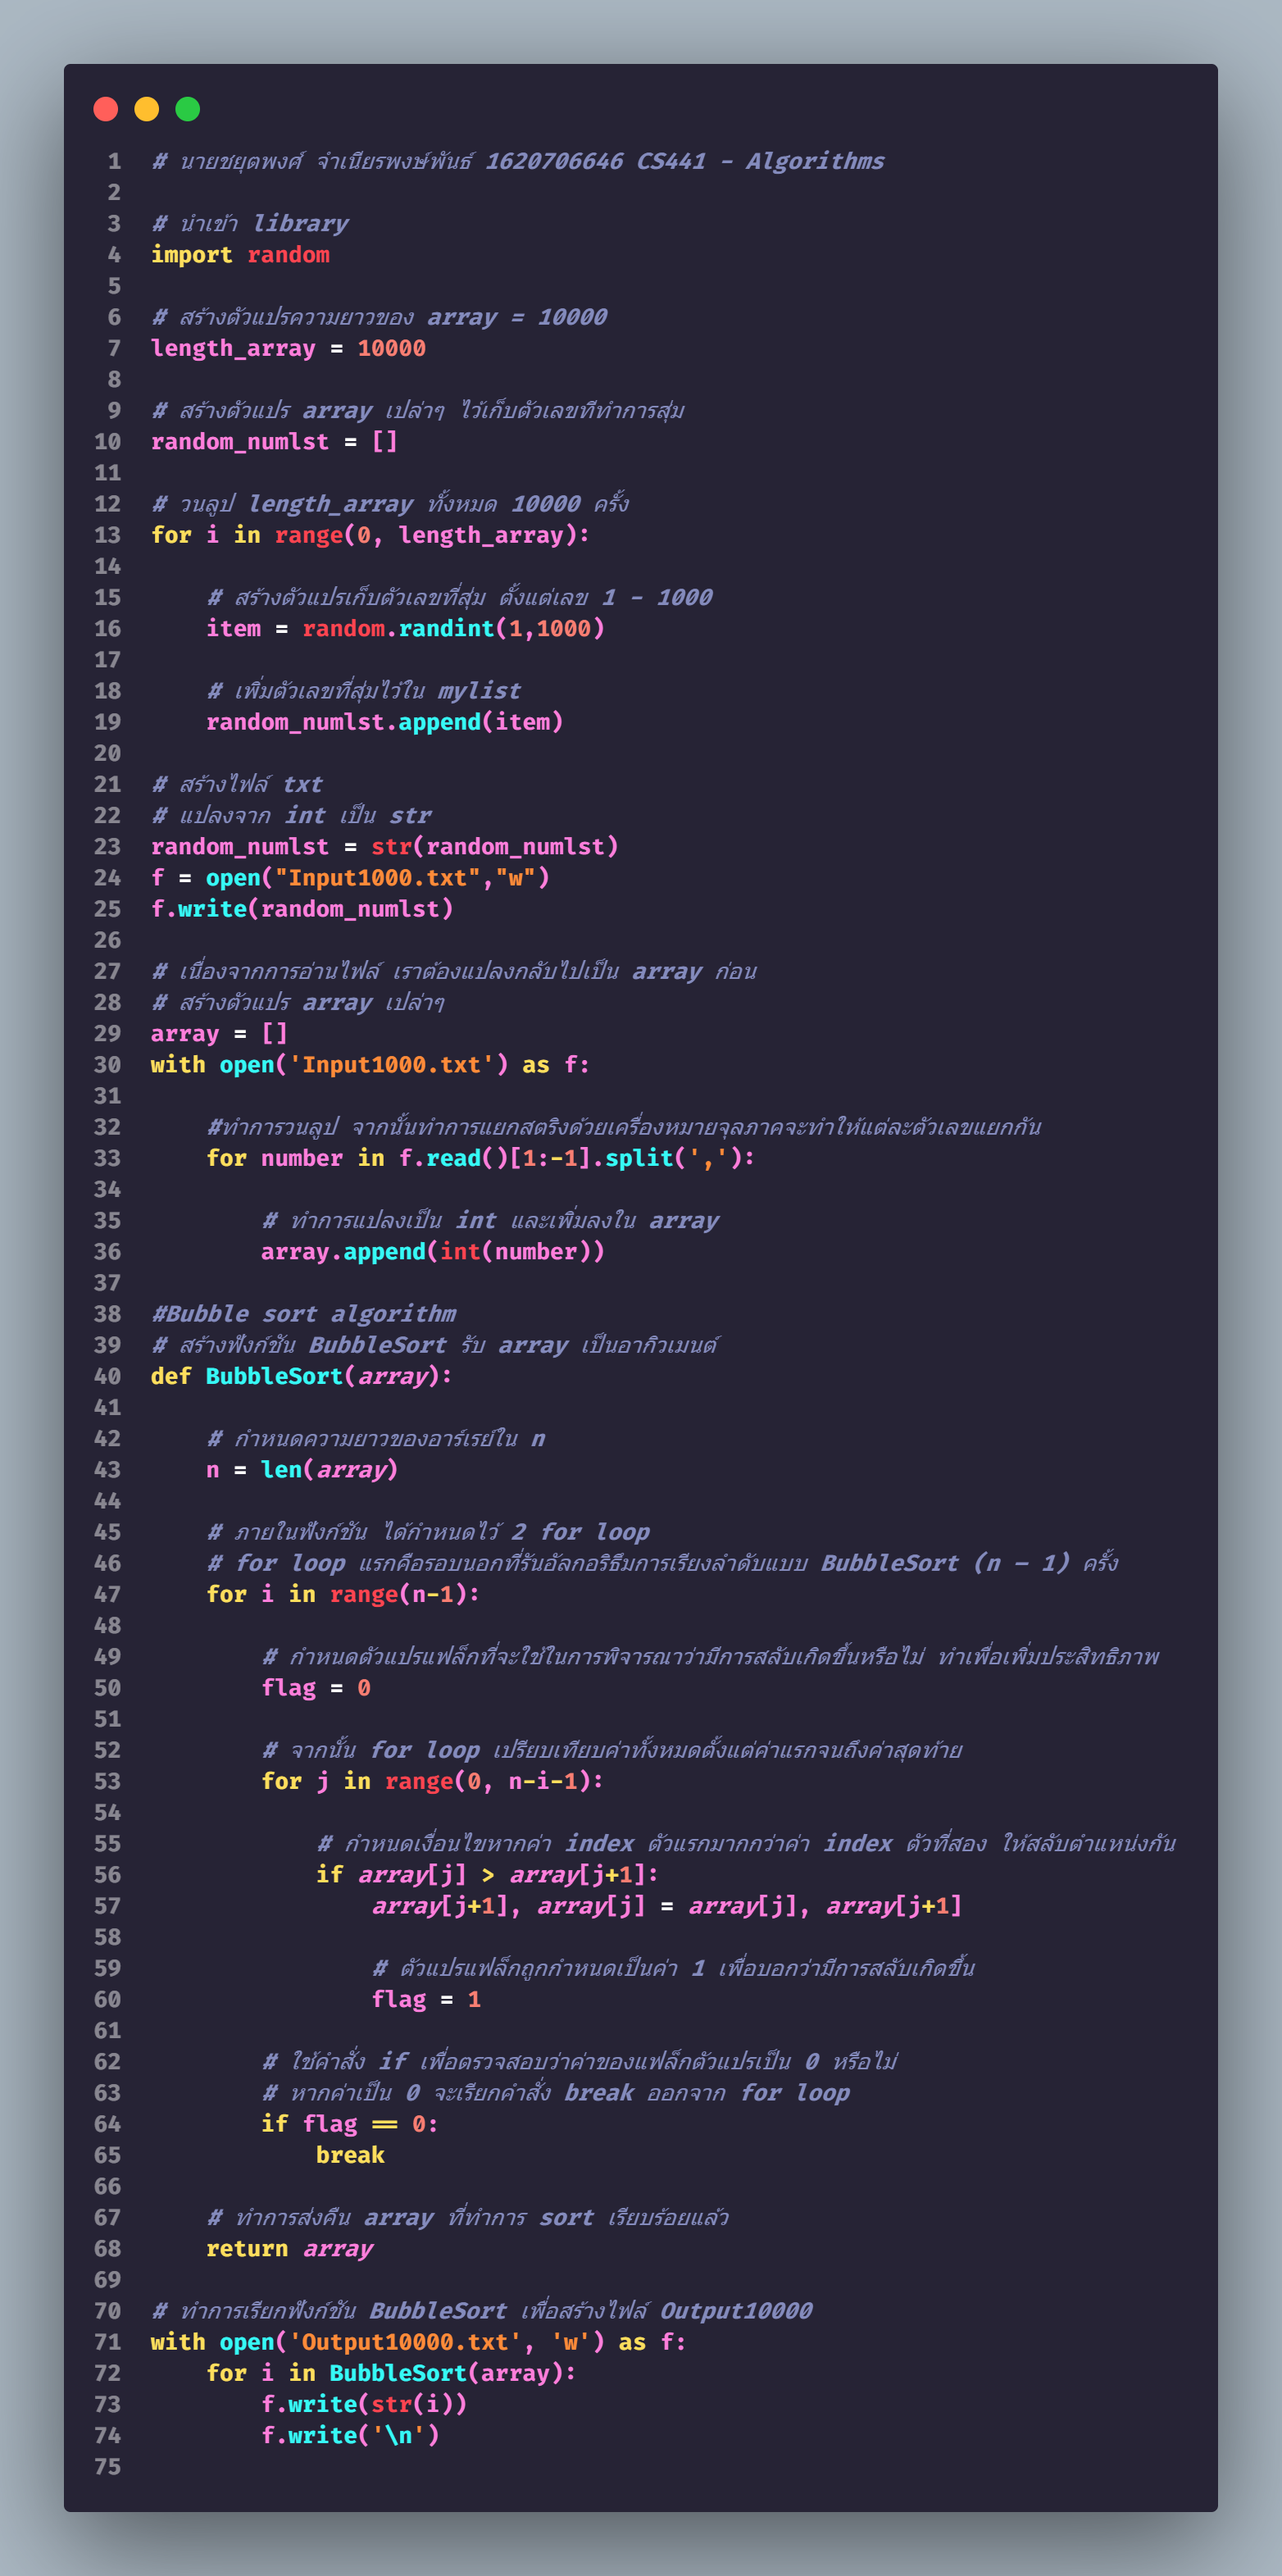 1 # นายชยุตพงศ์ จำเนียรพงษ์พันธ์ 1620706646 CS441 - Algorithms
2
3 # นำเข้า library
4 import random
5
6 # สร้างตัวแปรความยาวของ array = 10000
7 length_array = 10000
8
9 # สร้างตัวแปร array เปล่าๆ ไว้เก็บตัวเลขที่ทำการสุ่ม
10 random_numlst = []
11
12 # วนลูป length_array ทั้งหมด 10000 ครั้ง
13 for i in range(0, length_array):
14
15     # สร้างตัวแปรเก็บตัวเลขที่สุ่ม ตั้งแต่เลข 1 - 1000
16     item = random.randint(1,1000)
17
18     # เพิ่มตัวเลขที่สุ่มไว้ใน mylist
19     random_numlst.append(item)
20
21 # สร้างไฟล์ txt
22 # แปลงจาก int เป็น str
23 random_numlst = str(random_numlst)
24 f = open("Input1000.txt","w")
25 f.write(random_numlst)
26
27 # เนื่องจากการอ่านไฟล์ เราต้องแปลงกลับไปเป็น array ก่อน
28 # สร้างตัวแปร array เปล่าๆ
29 array = []
30 with open('Input1000.txt') as f:
31
32     #ทำการวนลูป จากนั้นทำการแยกสตริงด้วยเครื่องหมายจุลภาคจะทำให้แต่ละตัวเลขแยกกัน
33     for number in f.read()[1:-1].split(','):
34
35         # ทำการแปลงเป็น int และเพิ่มลงใน array
36         array.append(int(number))
37
38 #Bubble sort algorithm
39 # สร้างฟังก์ชัน BubbleSort รับ array เป็นอากิวเมนต์
40 def BubbleSort(array):
41
42     # กำหนดความยาวของอาร์เรย์ใน n
43     n = len(array)
44
45     # ภายในฟังก์ชัน ได้กำหนดไว้ 2 for loop
46     # for loop แรกคือรอบนอกที่รันอัลกอริธึมการเรียงลำดับแบบ BubbleSort (n – 1) ครั้ง
47     for i in range(n-1):
48
49         # กำหนดตัวแปรแฟล็กที่จะใช้ในการพิจารณาว่ามีการสลับเกิดขึ้นหรือไม่ ทำเพื่อเพิ่มประสิทธิภาพ
50         flag = 0
51
52         # จากนั้น for loop เปรียบเทียบค่าทั้งหมดตั้งแต่ค่าแรกจนถึงค่าสุดท้าย
53         for j in range(0, n-i-1):
54
55             # กำหนดเงื่อนไขหากค่า index ตัวแรกมากกว่าค่า index ตัวที่สอง ให้สลับตำแหน่งกัน
56             if array[j] > array[j+1]:
57                 array[j+1], array[j] = array[j], array[j+1]
58
59                 # ตัวแปรแฟล็กถูกกำหนดเป็นค่า 1 เพื่อบอกว่ามีการสลับเกิดขึ้น
60                 flag = 1
61
62         # ใช้คำสั่ง if เพื่อตรวจสอบว่าค่าของแฟล็กตัวแปรเป็น 0 หรือไม่
63         # หากค่าเป็น 0 จะเรียกคำสั่ง break ออกจาก for loop
64         if flag == 0:
65             break
66
67     # ทำการส่งคืน array ที่ทำการ sort เรียบร้อยแล้ว
68     return array
69
70 # ทำการเรียกฟังก์ชัน BubbleSort เพื่อสร้างไฟล์ Output10000
71 with open('Output10000.txt', 'w') as f:
72     for i in BubbleSort(array):
73         f.write(str(i))
74         f.write('\n')
75